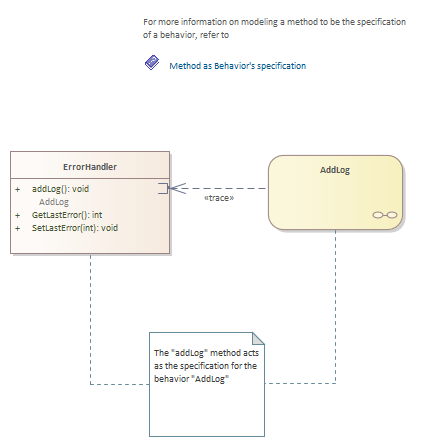 For more information on modeling a method to be the specification
of a behavior, refer to
Method as Behavior's specification
ErrorHandler
+ addLog(): void
AddLog
+ GetLastError(): int
+ SetLastError(int): void
AddLog
«trace»
The "addLog" method acts
as the specification for the
behavior "AddLog"